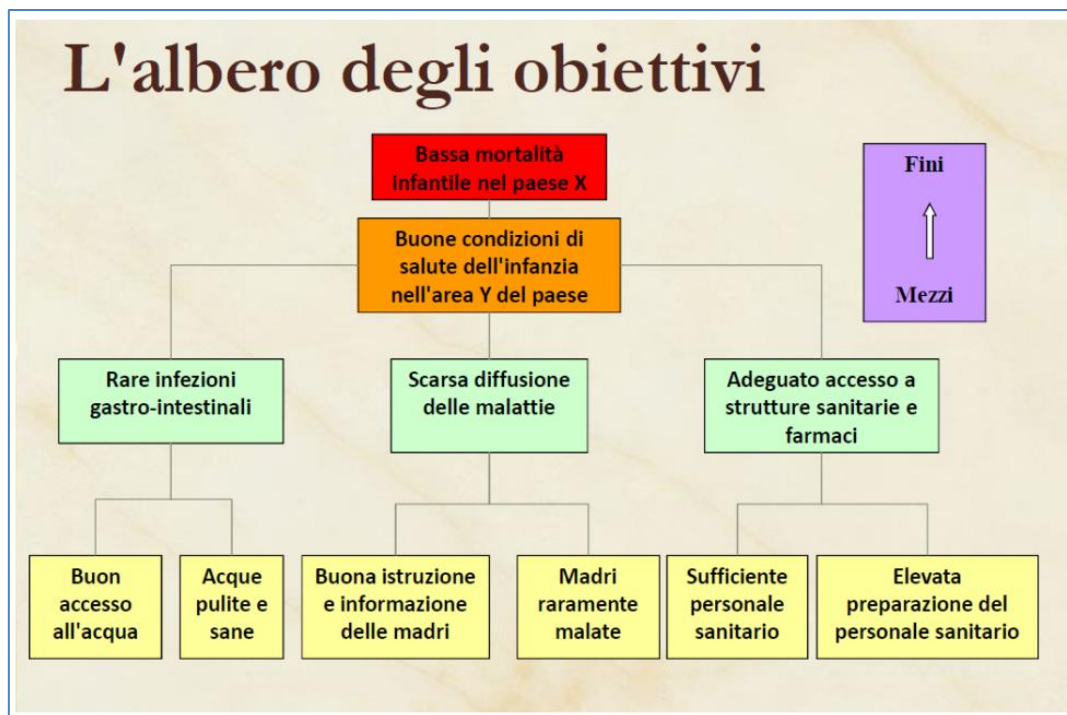 L'albero degli obiettivi
Bassa mortalità
infantile nel paese X
Fini
Mezzi
Buone condizioni di
salute dell'infanzia
nell'area Y del paese
Rare infezioni
gastro-intestinali
Scarsa diffusione
delle malattie
Adeguato accesso a
strutture sanitarie e
farmaci
Buon
accesso
all'acqua
Acque
pulite e
sane
Buona istruzione
e informazione
delle madri
Madri
raramente
malate
Sufficiente
personale
sanitario
Elevata
preparazione del
personale sanitario